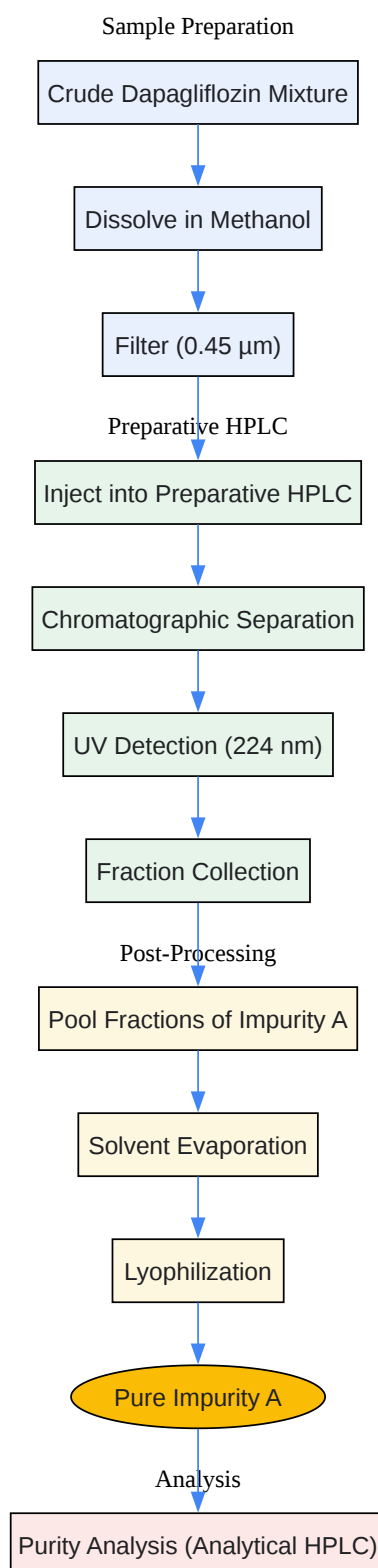 Sample Preparation
Crude Dapagliflozin Mixture
Dissolve in Methanol
Filter (0.45 µm)
Preparative HPLC
Inject into Preparative HPLC
Chromatographic Separation
UV Detection (224 nm)
Fraction Collection
Post-Processing
Pool Fractions of Impurity A
Solvent Evaporation
Lyophilization
Pure Impurity A
Analysis
Purity Analysis (Analytical HPLC)